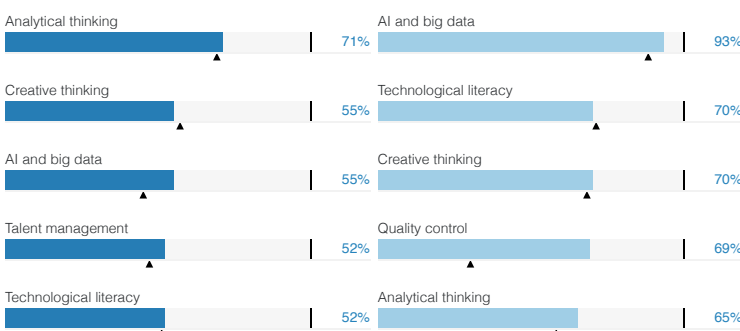 Analytical thinking
71%
Creative thinking
55%
AI and big data
55%
Talent management
52%
Technological literacy
52%
AI and big data
93%
Technological literacy
70%
Creative thinking
70%
Quality control
69%
Analytical thinking
65%